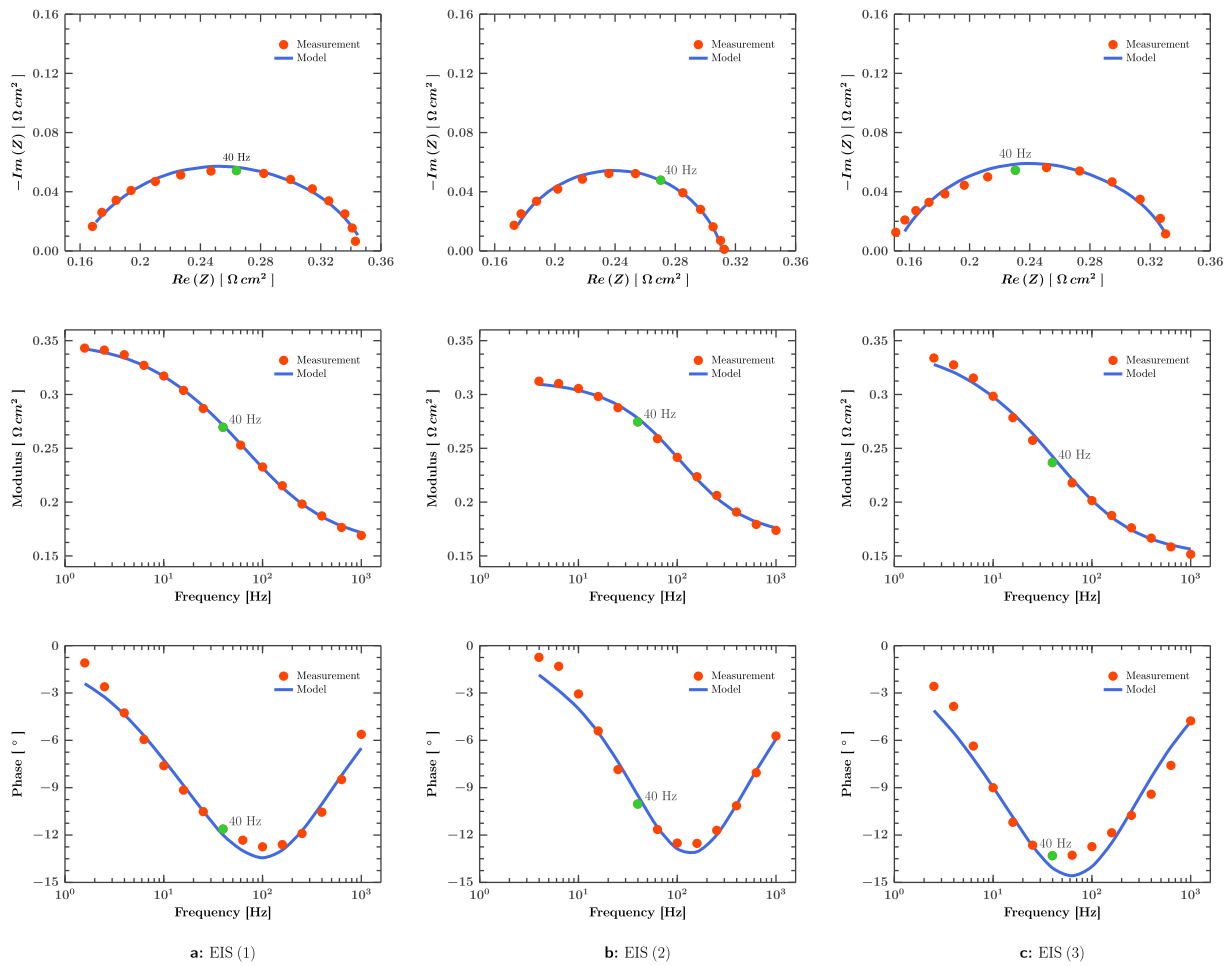 0.16
0.12
0.08
0.04
0.00
−Im (Z) [ Ω cm² ]
Measurement
Model
40 Hz
0.16 0.2 0.24 0.28 0.32 0.36
Re (Z) [ Ω cm² ]
0.16
0.12
0.08
0.04
0.00
−Im (Z) [ Ω cm² ]
Measurement
Model
40 Hz
0.16 0.2 0.24 0.28 0.32 0.36
Re (Z) [ Ω cm² ]
0.16
0.12
0.08
0.04
0.00
−Im (Z) [ Ω cm² ]
Measurement
Model
40 Hz
0.16 0.2 0.24 0.28 0.32 0.36
Re (Z) [ Ω cm² ]
0.35
0.3
0.25
0.2
0.15
Modulus [ Ω cm² ]
Measurement
Model
40 Hz
10⁰ 10¹ 10² 10³
Frequency [Hz]
0.35
0.3
0.25
0.2
0.15
Modulus [ Ω cm² ]
Measurement
Model
40 Hz
10⁰ 10¹ 10² 10³
Frequency [Hz]
0.35
0.3
0.25
0.2
0.15
Modulus [ Ω cm² ]
Measurement
Model
40 Hz
10⁰ 10¹ 10² 10³
Frequency [Hz]
0
−3
−6
−9
−12
−15
Phase [ ° ]
Measurement
Model
40 Hz
10⁰ 10¹ 10² 10³
Frequency [Hz]
0
−3
−6
−9
−12
−15
Phase [ ° ]
Measurement
Model
40 Hz
10⁰ 10¹ 10² 10³
Frequency [Hz]
0
−3
−6
−9
−12
−15
Phase [ ° ]
Measurement
Model
40 Hz
10⁰ 10¹ 10² 10³
Frequency [Hz]
a: EIS (1)
b: EIS (2)
c: EIS (3)